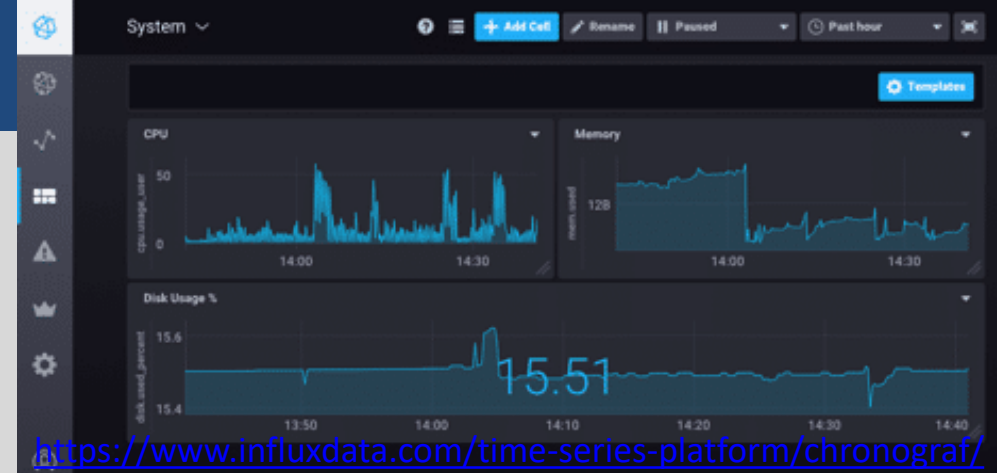 System
Add Cell
Rename
Paused
Past hour
Templates
CPU
cpu.usage_user
50
0
14:00
14:30
Memory
mem.used
12B
14:00
14:30
Disk Usage %
disk.used_percent
15.6
15.4
15.51
13:50
14:00
14:10
14:20
14:30
14:40
https://www.influxdata.com/time-series-platform/chronograf/